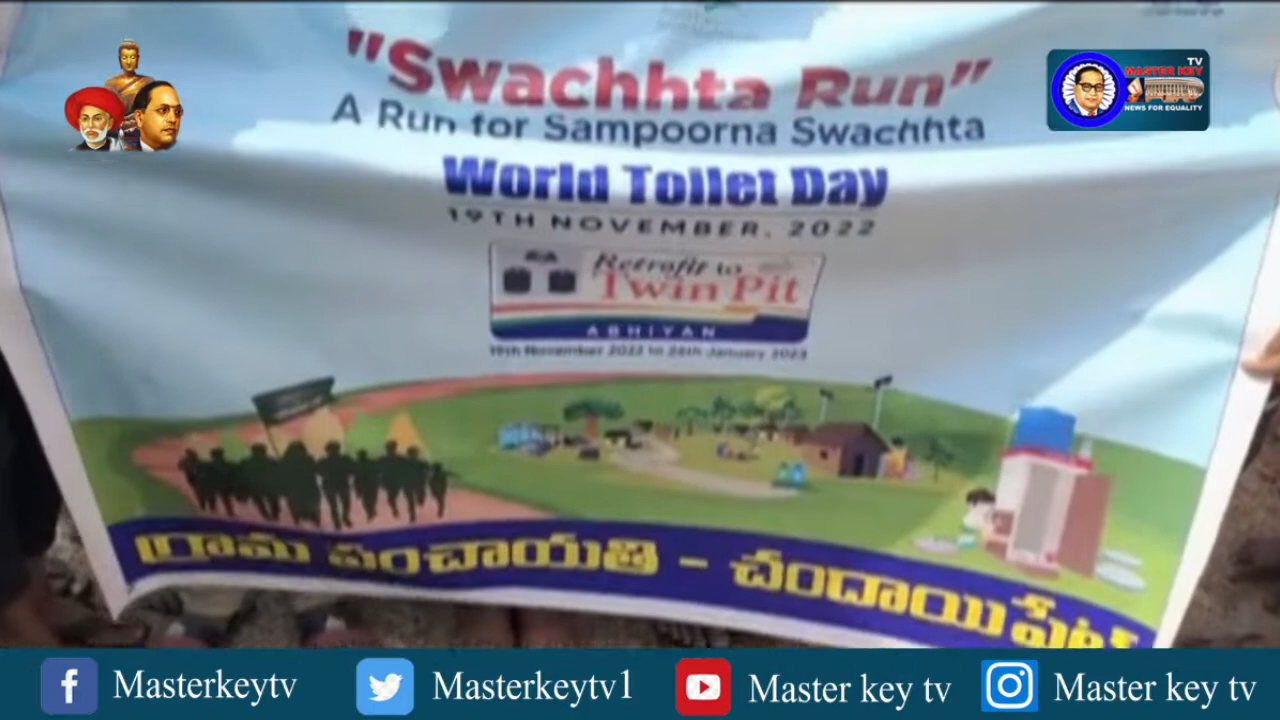 "Swachhta Run"
A Run for Sampoorna Swachhta
World Toilet Day
19TH NOVEMBER, 2022
Retrofit to
Twin Pit
ABHIYAN
19th November 2022 to 26th January 2023
గ్రామ పంచాయతి - చందాయిపేట్
TV
MASTER KEY
NEWS FOR EQUALITY
Masterkeytv
Masterkeytv1
Master key tv
Master key tv